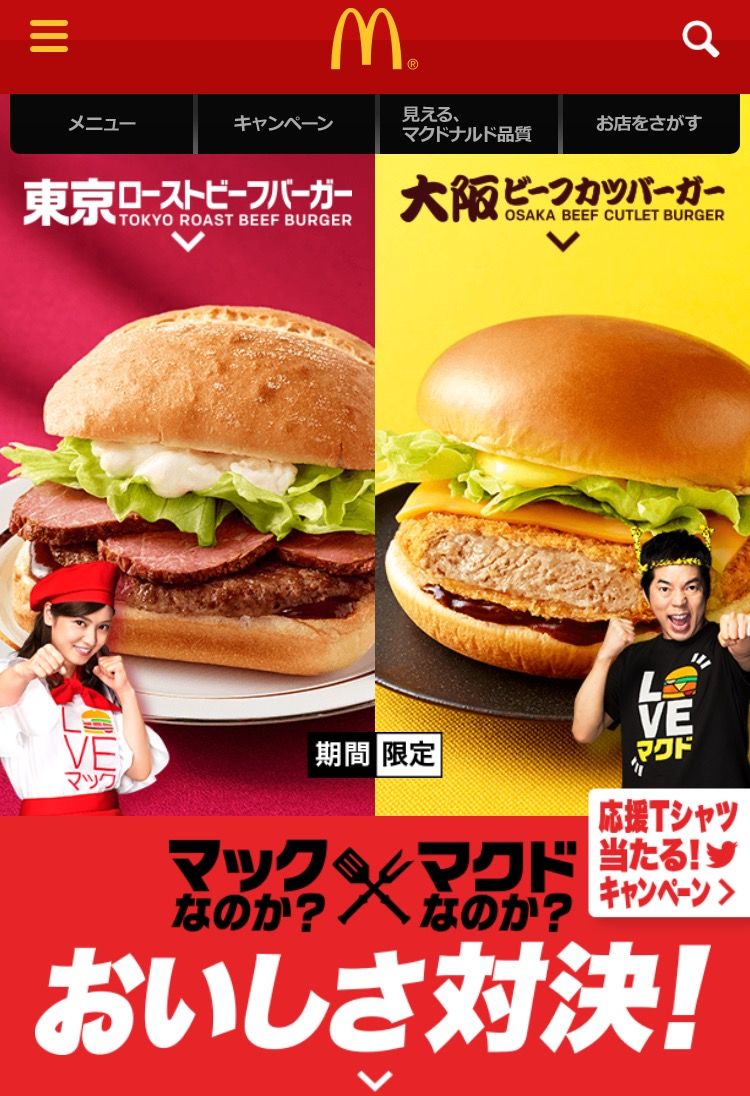 ®
メニュー
キャンペーン
見える、
マクドナルド品質
お店をさがす
東京ローストビーフバーガー
TOKYO ROAST BEEF BURGER
大阪ビーフカツバーガー
OSAKA BEEF CUTLET BURGER
LO
VE
マック
LO
VE
マクド
期間限定
応援Tシャツ
当たる!
キャンペーン
マック
なのか?
マクド
なのか?
おいしさ対決!